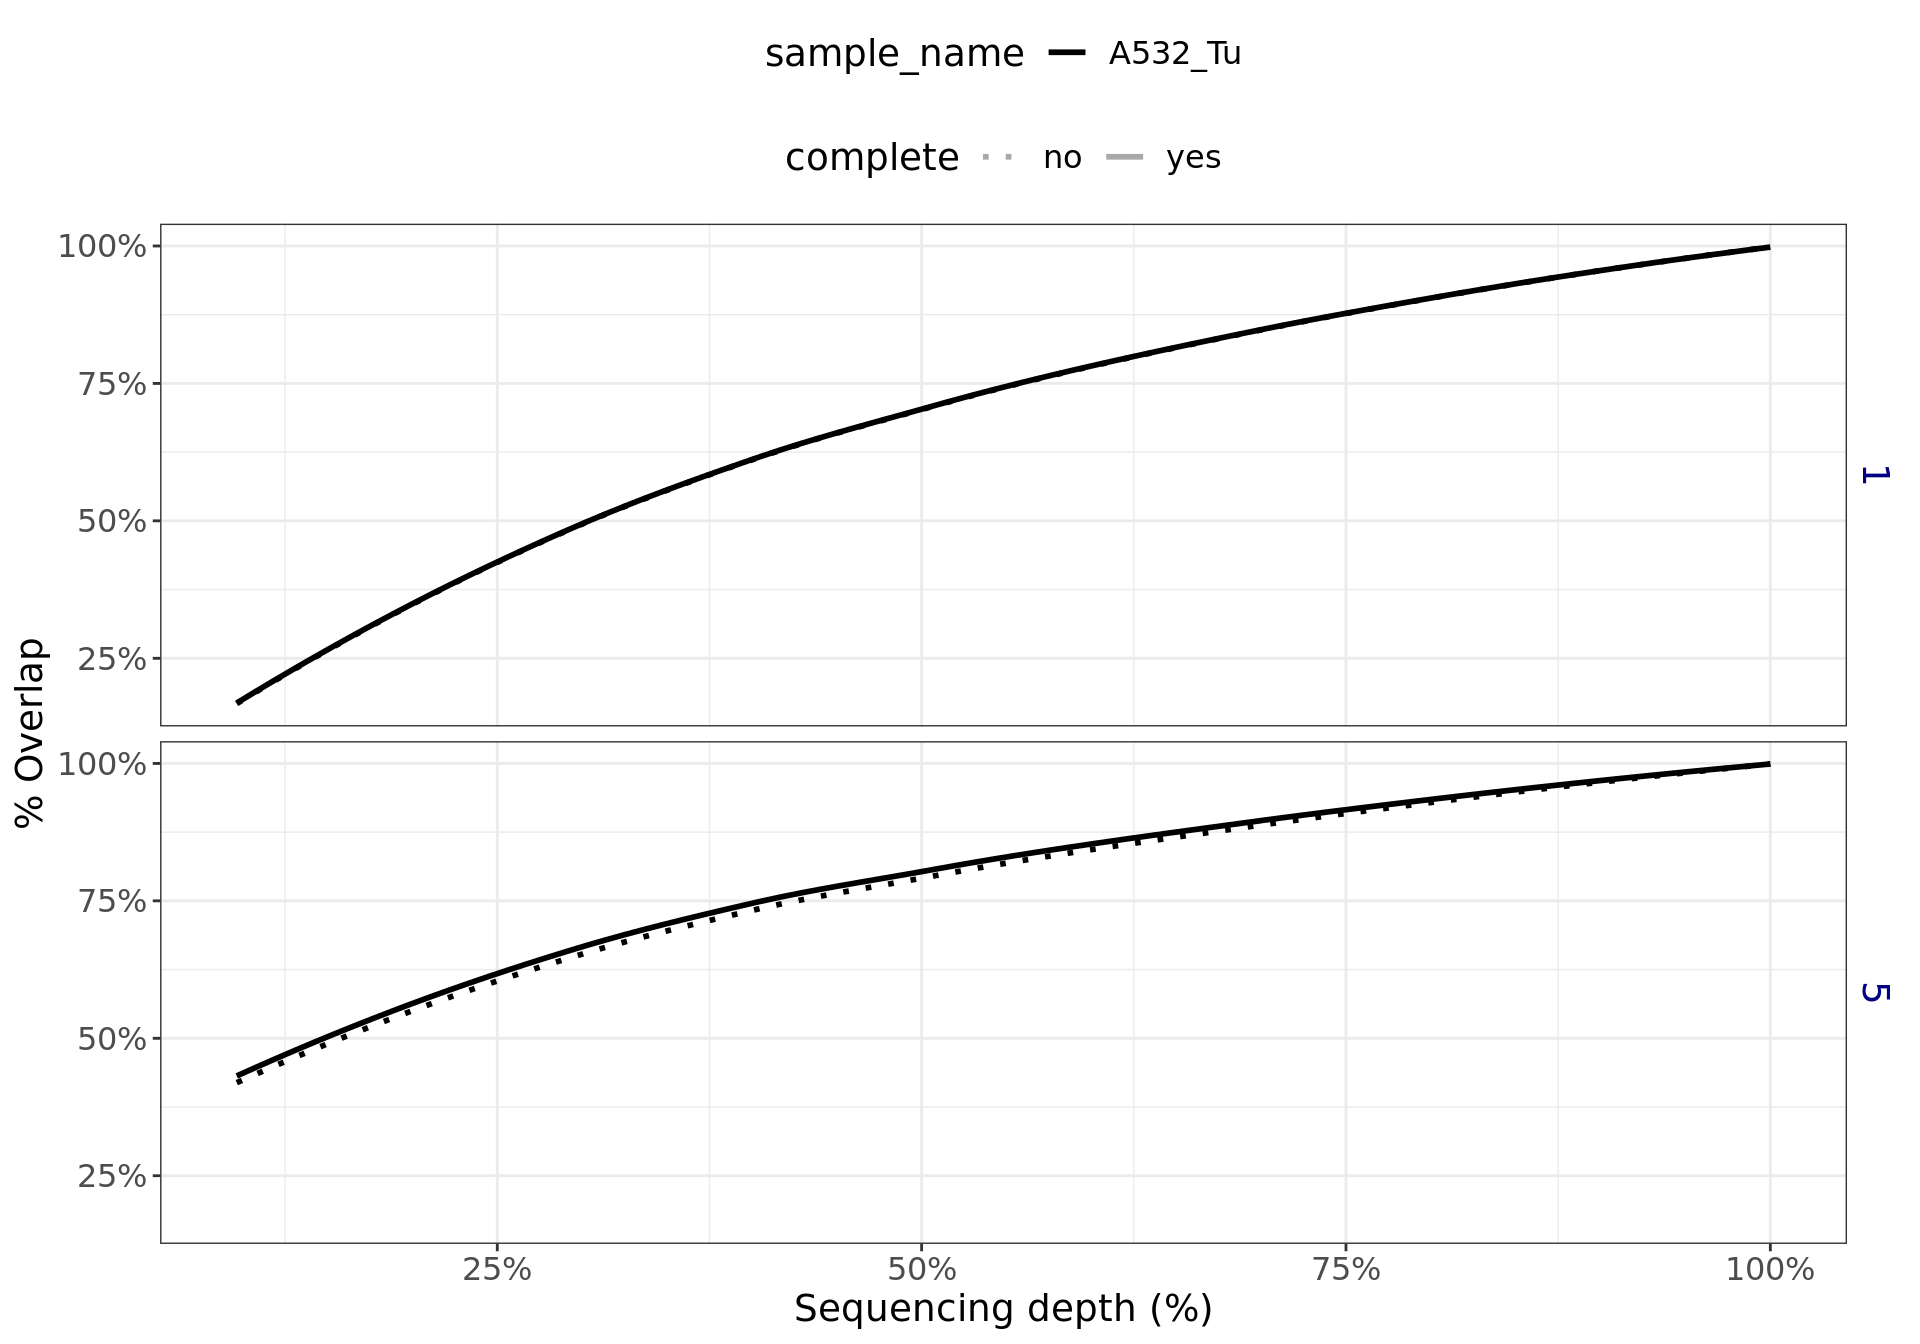 sample_name A532_Tu
complete no yes
100%
75%
50%
25%
1
% Overlap
100%
75%
50%
25%
5
25% 50% 75% 100%
Sequencing depth (%)